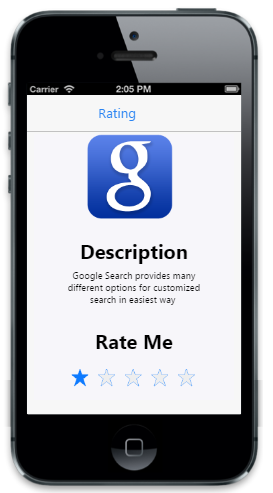 Carrier 2:05 PM
Rating
g
Description
Google Search provides many
different options for customized
search in easiest way
Rate Me